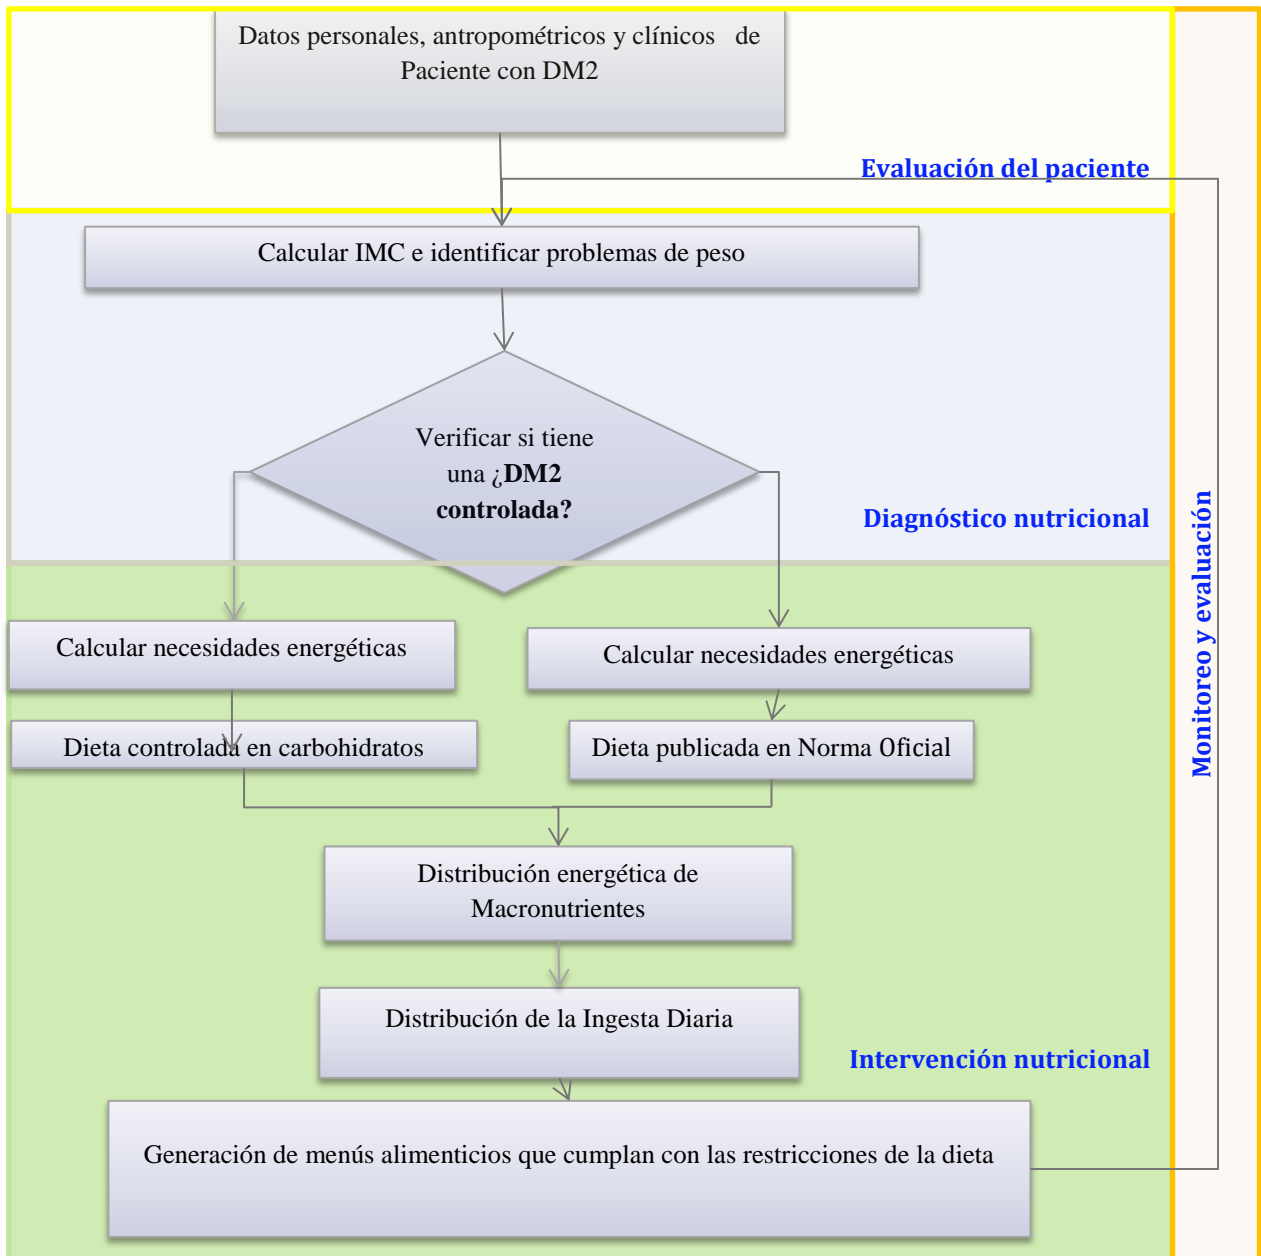 Datos personales, antropométricos y clínicos de
Paciente con DM2
Evaluación del paciente
Calcular IMC e identificar problemas de peso
Verificar si tiene
una ¿DM2
controlada?
Diagnóstico nutricional
Monitoreo y evaluación
Calcular necesidades energéticas
Calcular necesidades energéticas
Dieta controlada en carbohidratos
Dieta publicada en Norma Oficial
Distribución energética de
Macronutrientes
Distribución de la Ingesta Diaria
Intervención nutricional
Generación de menús alimenticios que cumplan con las restricciones de la dieta